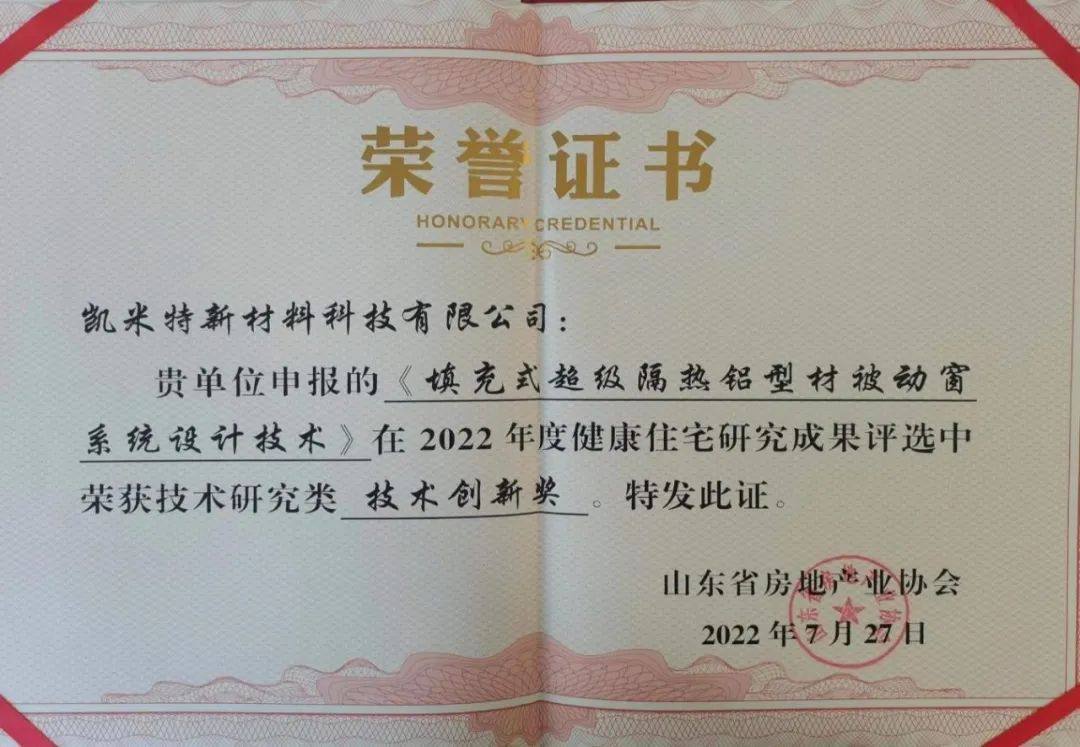 荣誉证书
HONORARY CREDENTIAL
凯米特新材料科技有限公司：
贵单位申报的《填充式超级隔热铝型材被动窗
系统设计技术》在2022年度健康住宅研究成果评选中
荣获技术研究类 技术创新奖 。特发此证。
山东省房地产业协会
2022年7月27日